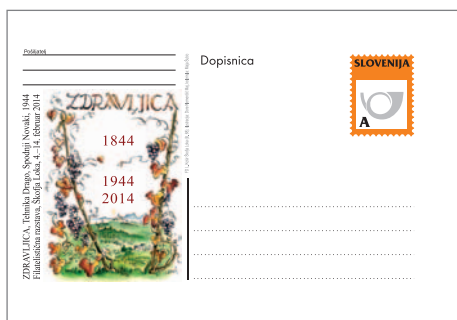 Pošiljatelj
Dopisnica
SLOVENIJA
A
ZDRAVLJICA
1844
1944
2014
ZDRAVLJICA, Tehnika Drago, Spodnji Novaki, 1944
Filatelistična razstava, Škofja Loka, 4.–14. februar 2014